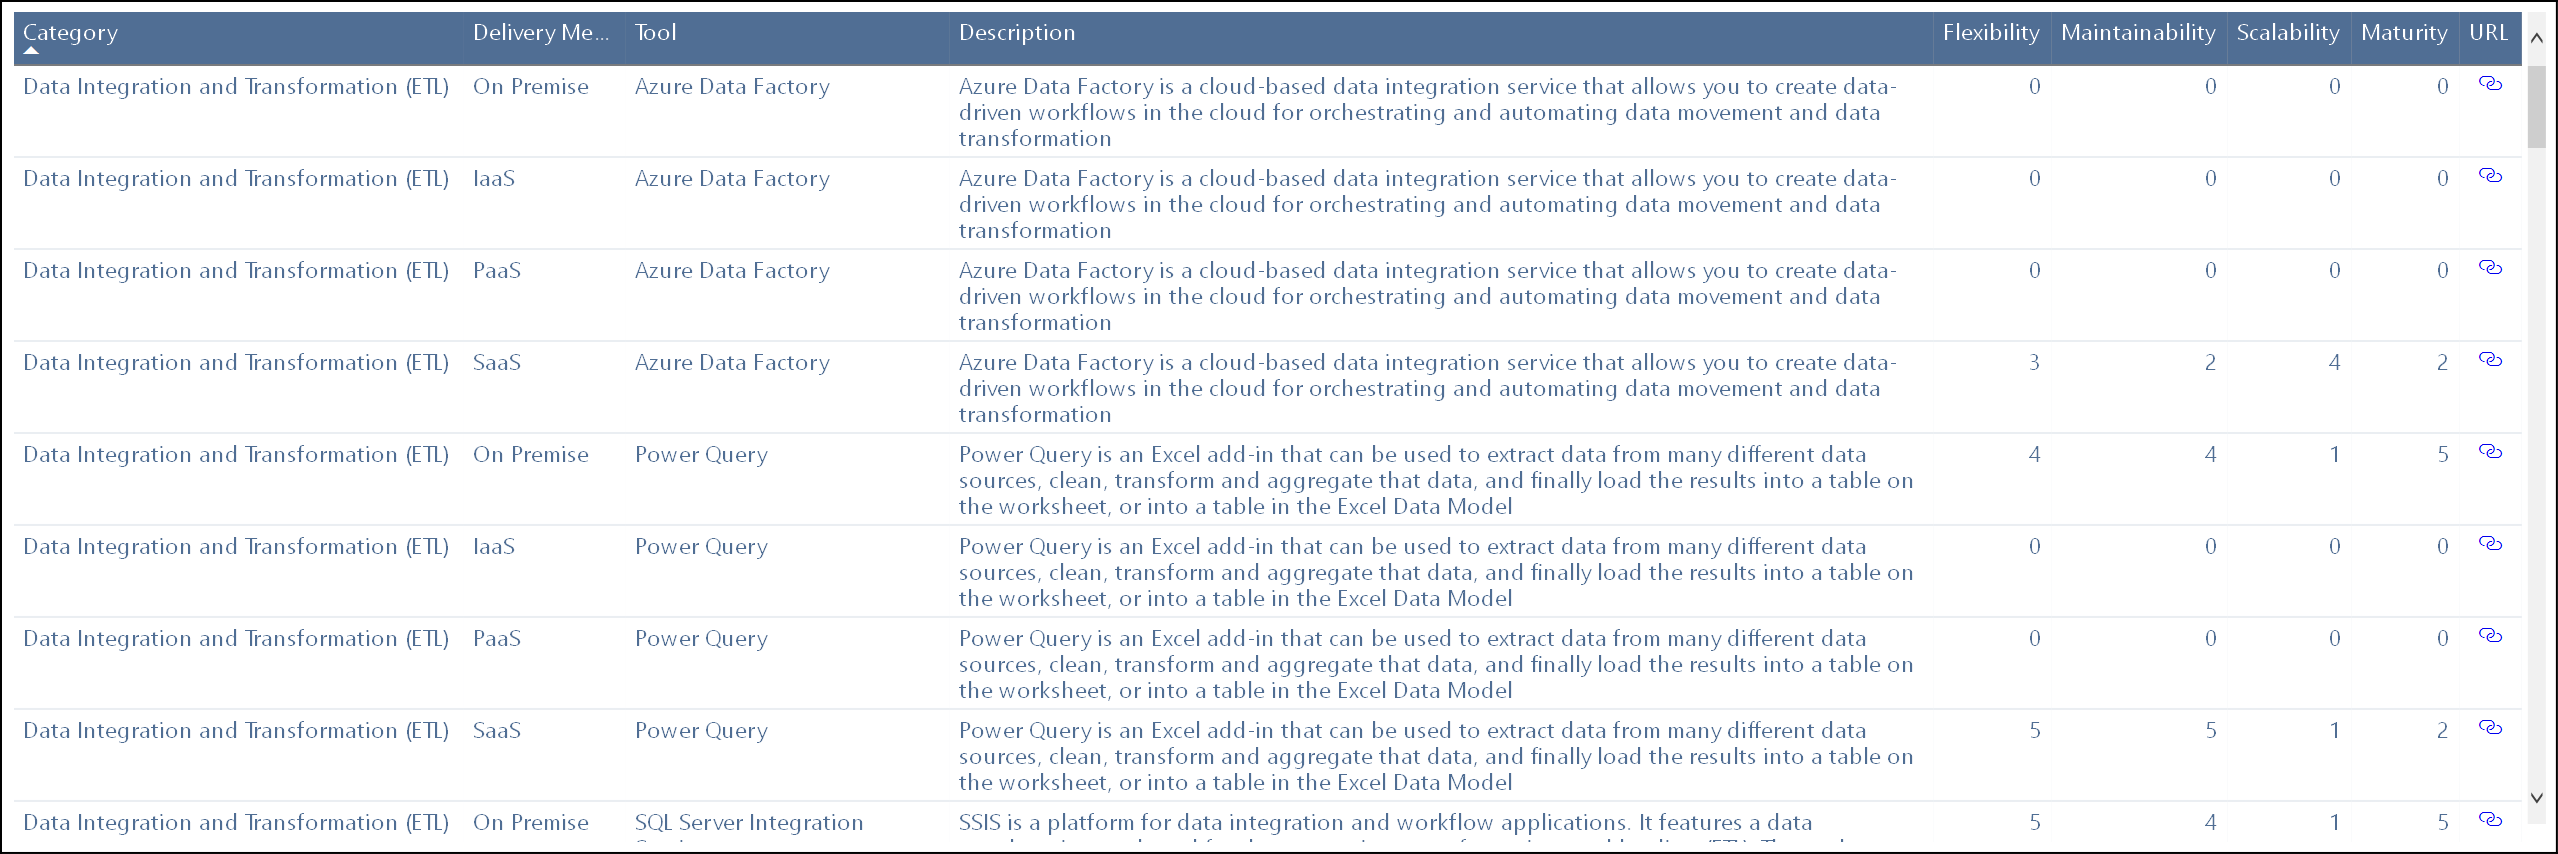 Category Delivery Me... Tool Description Flexibility Maintainability Scalability Maturity URL
Data Integration and Transformation (ETL) On Premise Azure Data Factory Azure Data Factory is a cloud-based data integration service that allows you to create data- 0 0 0 0
driven workflows in the cloud for orchestrating and automating data movement and data
transformation
Data Integration and Transformation (ETL) IaaS Azure Data Factory Azure Data Factory is a cloud-based data integration service that allows you to create data- 0 0 0 0
driven workflows in the cloud for orchestrating and automating data movement and data
transformation
Data Integration and Transformation (ETL) PaaS Azure Data Factory Azure Data Factory is a cloud-based data integration service that allows you to create data- 0 0 0 0
driven workflows in the cloud for orchestrating and automating data movement and data
transformation
Data Integration and Transformation (ETL) SaaS Azure Data Factory Azure Data Factory is a cloud-based data integration service that allows you to create data- 3 2 4 2
driven workflows in the cloud for orchestrating and automating data movement and data
transformation
Data Integration and Transformation (ETL) On Premise Power Query Power Query is an Excel add-in that can be used to extract data from many different data 4 4 1 5
sources, clean, transform and aggregate that data, and finally load the results into a table on
the worksheet, or into a table in the Excel Data Model
Data Integration and Transformation (ETL) IaaS Power Query Power Query is an Excel add-in that can be used to extract data from many different data 0 0 0 0
sources, clean, transform and aggregate that data, and finally load the results into a table on
the worksheet, or into a table in the Excel Data Model
Data Integration and Transformation (ETL) PaaS Power Query Power Query is an Excel add-in that can be used to extract data from many different data 0 0 0 0
sources, clean, transform and aggregate that data, and finally load the results into a table on
the worksheet, or into a table in the Excel Data Model
Data Integration and Transformation (ETL) SaaS Power Query Power Query is an Excel add-in that can be used to extract data from many different data 5 5 1 2
sources, clean, transform and aggregate that data, and finally load the results into a table on
the worksheet, or into a table in the Excel Data Model
Data Integration and Transformation (ETL) On Premise SQL Server Integration SSIS is a platform for data integration and workflow applications. It features a data 5 4 1 5